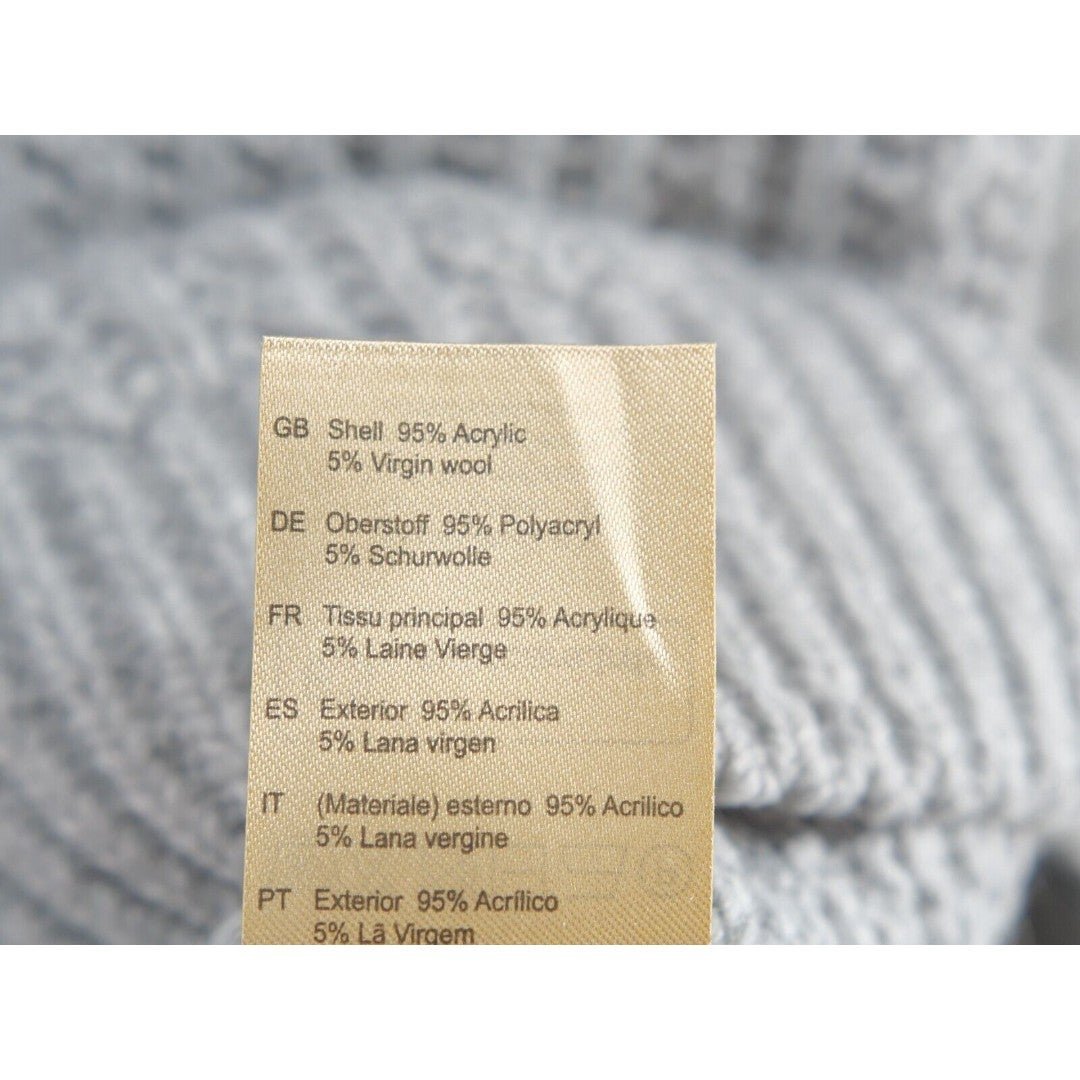 GB Shell 95% Acrylic
5% Virgin wool
DE Oberstoff 95% Polyacryl
5% Schurwolle
FR Tissu principal 95% Acrylique
5% Laine Vierge
ES Exterior 95% Acrilica
5% Lana virgen
IT (Materiale) esterno 95% Acrilico
5% Lana vergine
PT Exterior 95% Acrílico
5% Lã Virgem